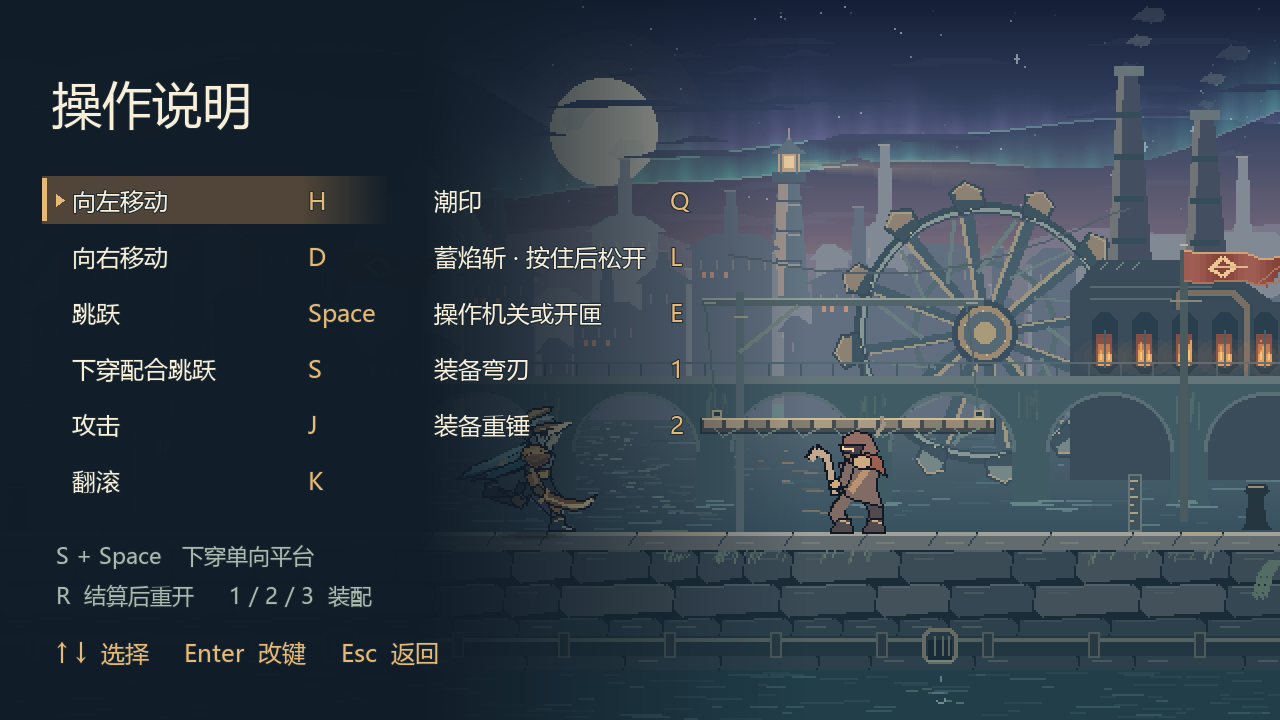 操作说明
向左移动 H
向右移动 D
跳跃 Space
下穿配合跳跃 S
攻击 J
翻滚 K
潮印 Q
蓄焰斩 · 按住后松开 L
操作机关或开匣 E
装备弯刃 1
装备重锤 2
S + Space 下穿单向平台
R 结算后重开 1 / 2 / 3 装配
↑↓ 选择 Enter 改键 Esc 返回